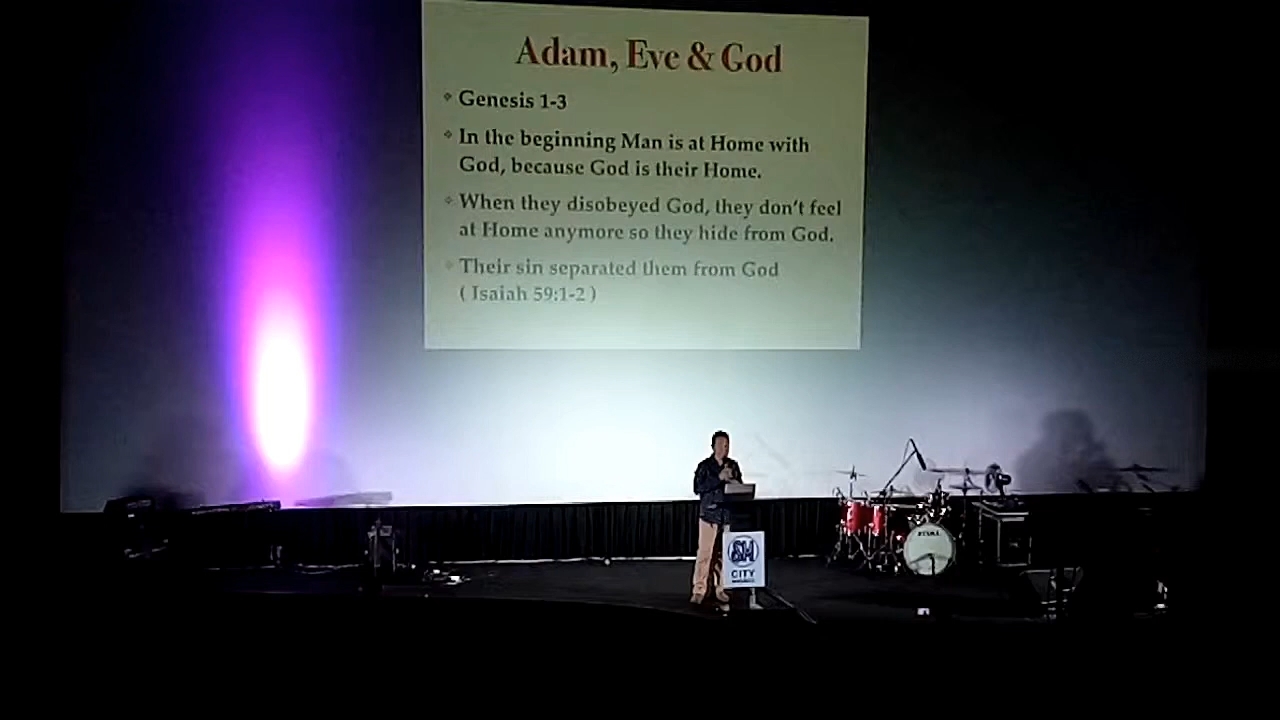 Adam, Eve & God
Genesis 1-3
In the beginning Man is at Home with
God, because God is their Home.
When they disobeyed God, they don't feel
at Home anymore so they hide from God.
Their sin separated them from God
( Isaiah 59:1-2 )
SM
CITY
TAMA